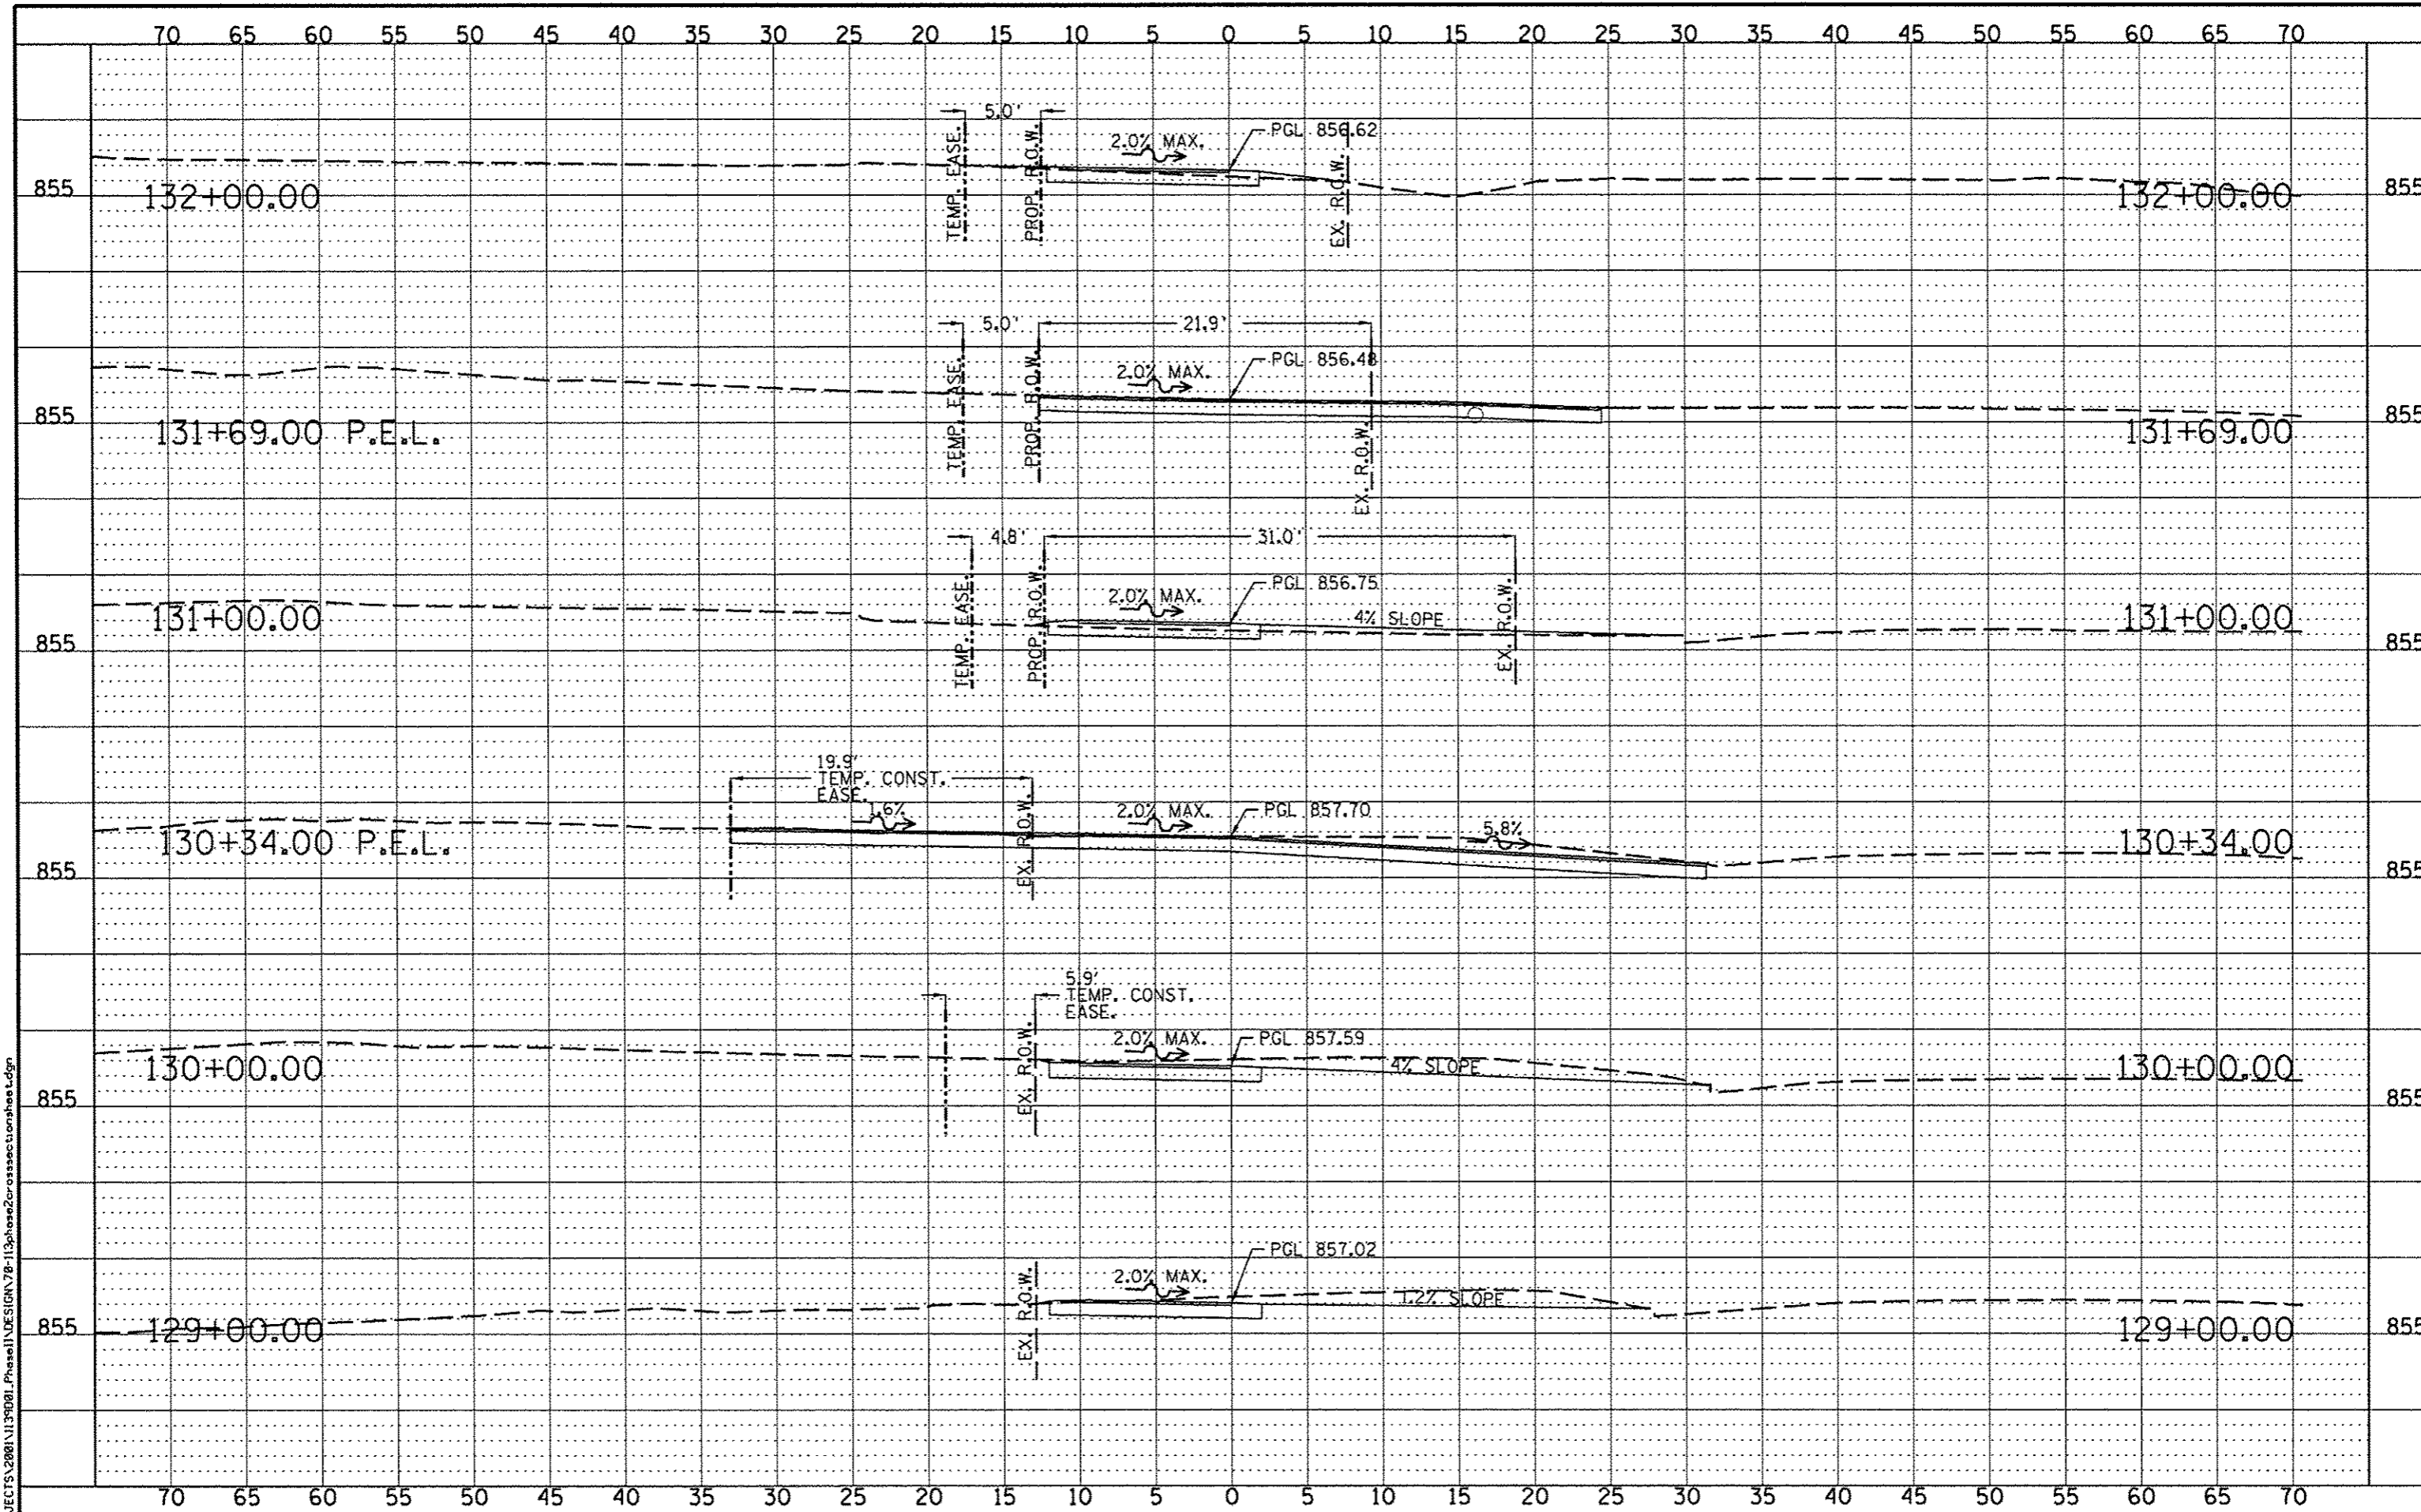 70 65 60 55 50 45 40 35 30 25 20 15 10 5 0 5 10 15 20 25 30 35 40 45 50 55 60 65 70
5.0'
2.0% MAX.
PGL 856.62
TEMP. EASE.
PROP. R.O.W.
EX. R.O.W.
855 132+00.00 132+00.00 855
5.0' 21.9'
2.0% MAX.
PGL 856.48
TEMP. EASE.
PROP. R.O.W.
EX. R.O.W.
855 131+69.00 P.E.L. 131+69.00 855
4.8' 31.0'
2.0% MAX.
PGL 856.75
4% SLOPE
TEMP. EASE.
PROP. R.O.W.
EX. R.O.W.
131+00.00 131+00.00
855 855
19.9'
TEMP. CONST.
EASE.
1.6%
2.0% MAX.
PGL 857.70
5.8%
EX. R.O.W.
130+34.00 P.E.L. 130+34.00
855 855
5.9'
TEMP. CONST.
EASE.
2.0% MAX.
PGL 857.59
4% SLOPE
EX. R.O.W.
130+00.00 130+00.00
855 855
PGL 857.02
2.0% MAX.
1.2% SLOPE
EX. R.O.W.
855 129+00.00 129+00.00 855
70 65 60 55 50 45 40 35 30 25 20 15 10 5 0 5 10 15 20 25 30 35 40 45 50 55 60 65 70